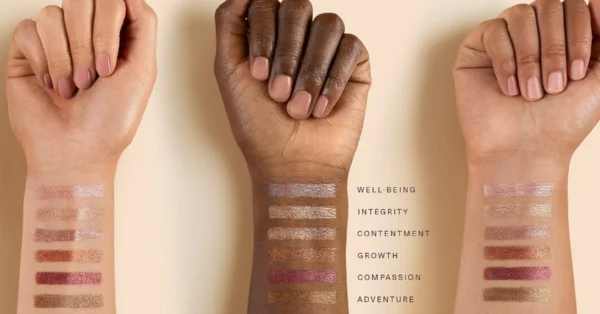 WELL-BEING
INTEGRITY
CONTENTMENT
GROWTH
COMPASSION
ADVENTURE